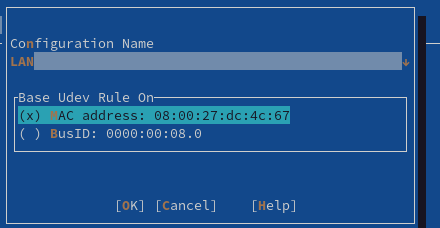 Configuration Name
LAN
Base Udev Rule On
(x) MAC address: 08:00:27:dc:4c:67
( ) BusID: 0000:00:08.0
[OK] [Cancel] [Help]